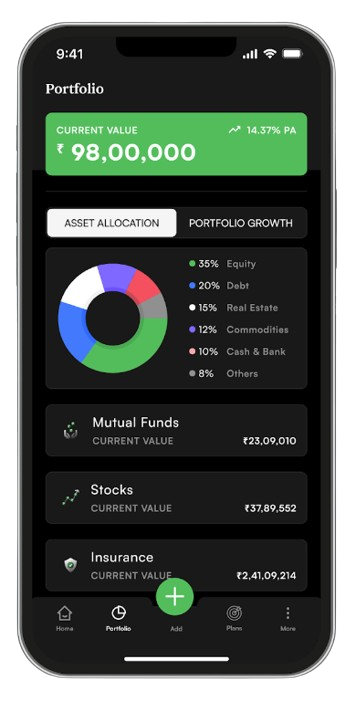 9:41
Portfolio
CURRENT VALUE 14.37% PA
₹ 98,00,000
ASSET ALLOCATION PORTFOLIO GROWTH
35% Equity
20% Debt
15% Real Estate
12% Commodities
10% Cash & Bank
8% Others
Mutual Funds
CURRENT VALUE ₹23,09,010
Stocks
CURRENT VALUE ₹37,89,552
Insurance
CURRENT VALUE ₹2,41,09,214
Home Portfolio Add Plans More